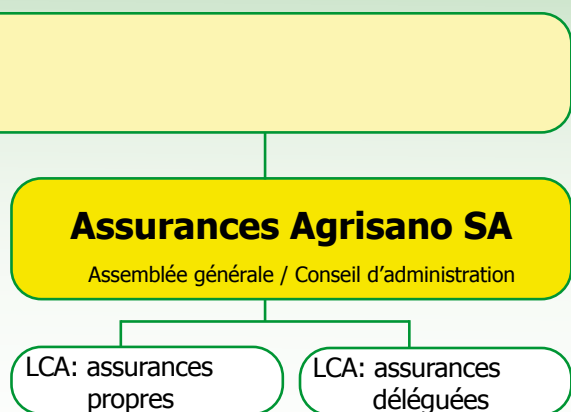 Assurances Agrisano SA
Assemblée générale / Conseil d’administration
LCA: assurances
propres
LCA: assurances
déléguées